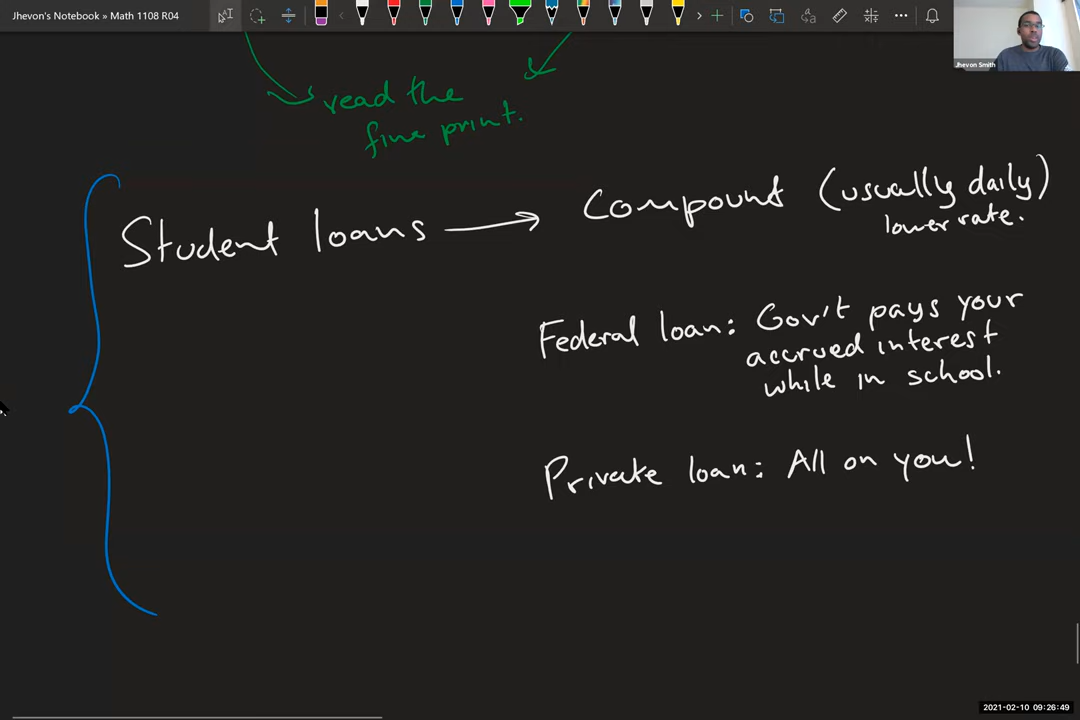 Jhevon's Notebook » Math 1108 R04
Jhevon Smith
read the
fine print.
Student loans → Compound (usually daily)
lower rate.
Federal loan: Gov't pays your
accrued interest
while in school.
Private loan: All on you!
2021-02-10 09:26:49